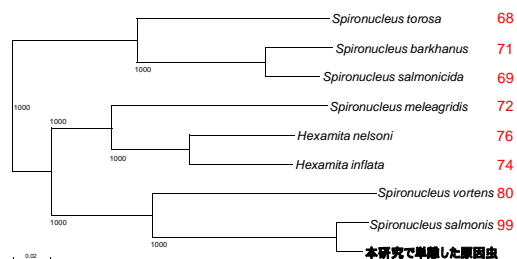 Spironucleus torosa 68
Spironucleus barkhanus 71
1000
Spironucleus salmonicida 69
1000
Spironucleus meleagridis 72
1000
Hexamita nelsoni 76
1000
Hexamita inflata 74
Spironucleus vortens 80
1000
Spironucleus salmonis 99
1000
本研究で単離した原因虫
0.02